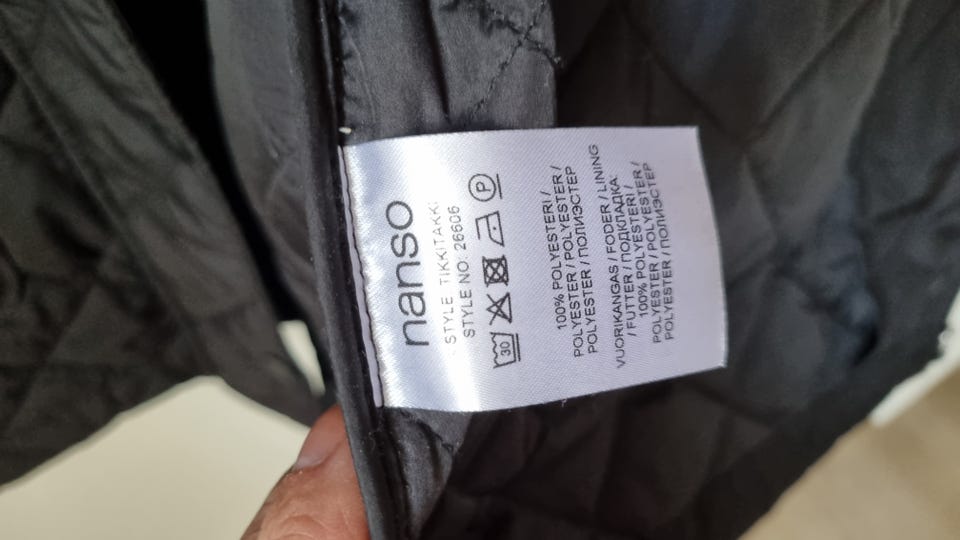 nanso
STYLE TIKKITAKKI
STYLE NO: 26606
30
P
100% POLYESTERI /
POLYESTER / POLYESTER /
POLYESTER / ПОЛИЭСТЕР
VUORIKANGAS / FODER / LINING
/ FUTTER / ПОДКЛАДКА:
100% POLYESTERI /
POLYESTER / POLYESTER /
POLYESTER / ПОЛИЭСТЕР